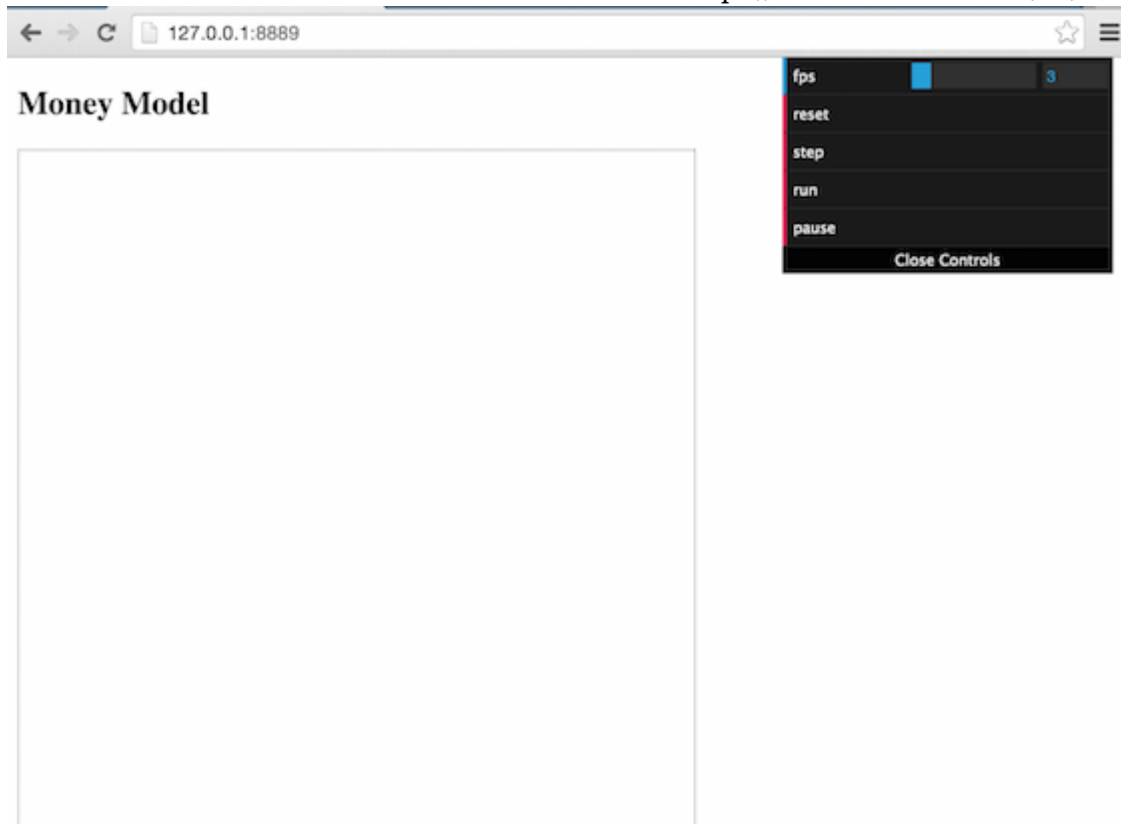 127.0.0.1:8889
Money Model
fps 3
reset
step
run
pause
Close Controls